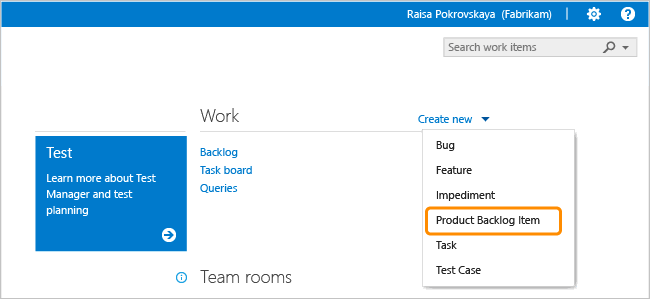 Raisa Pokrovskaya (Fabrikam)
Search work items
Work
Create new
Test
Learn more about Test
Manager and test
planning
Backlog
Task board
Queries
Bug
Feature
Impediment
Product Backlog Item
Task
Test Case
Team rooms